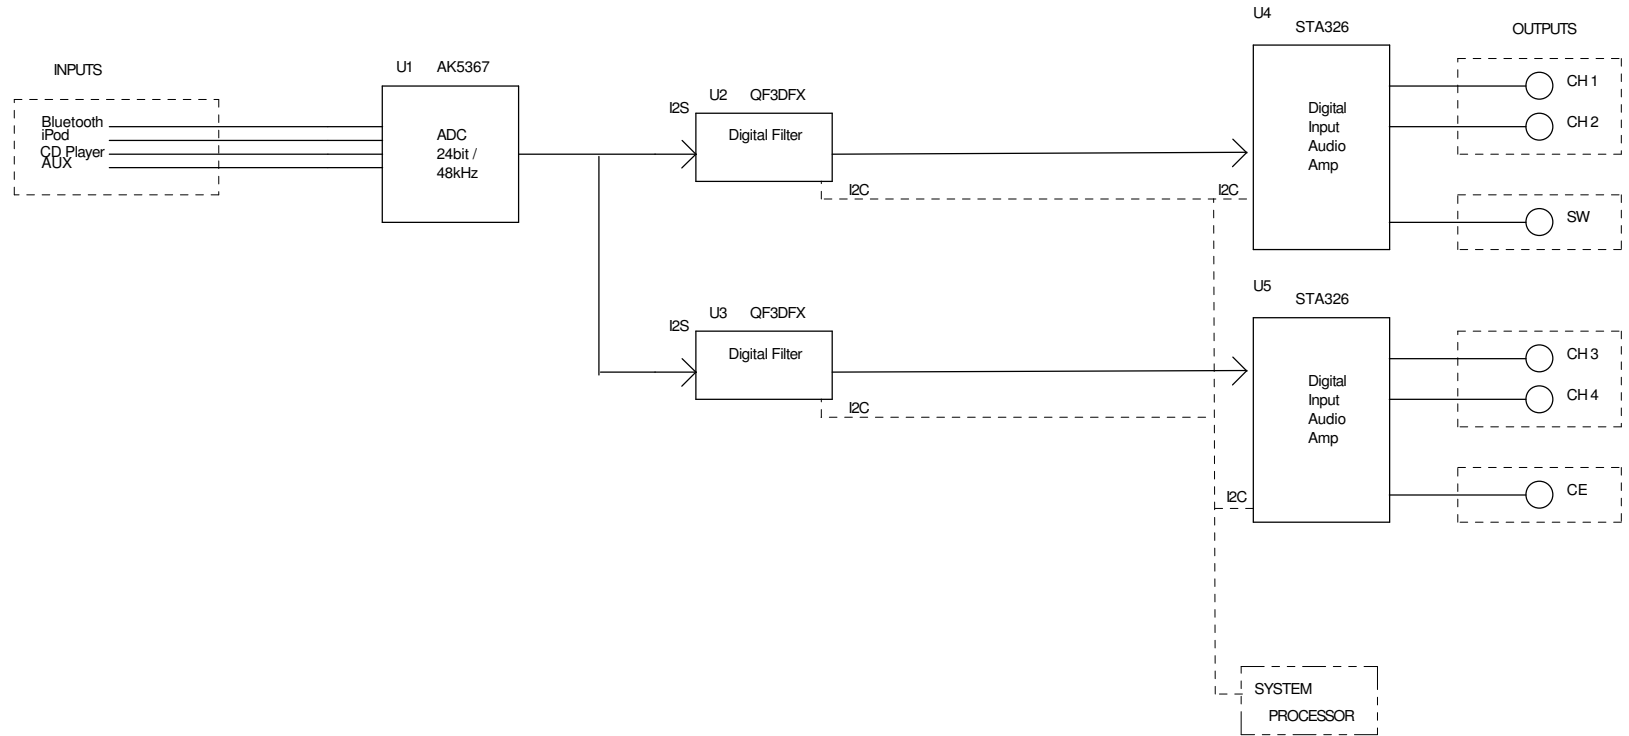 INPUTS
Bluetooth
iPod
CD Player
AUX
U1 AK5367
ADC
24bit /
48kHz
I2S
U2 QF3DFX
Digital Filter
I2C
I2C
U4
STA326
Digital
Input
Audio
Amp
OUTPUTS
CH 1
CH 2
SW
I2S
U3 QF3DFX
Digital Filter
I2C
I2C
U5
STA326
Digital
Input
Audio
Amp
CH 3
CH 4
CE
SYSTEM
PROCESSOR